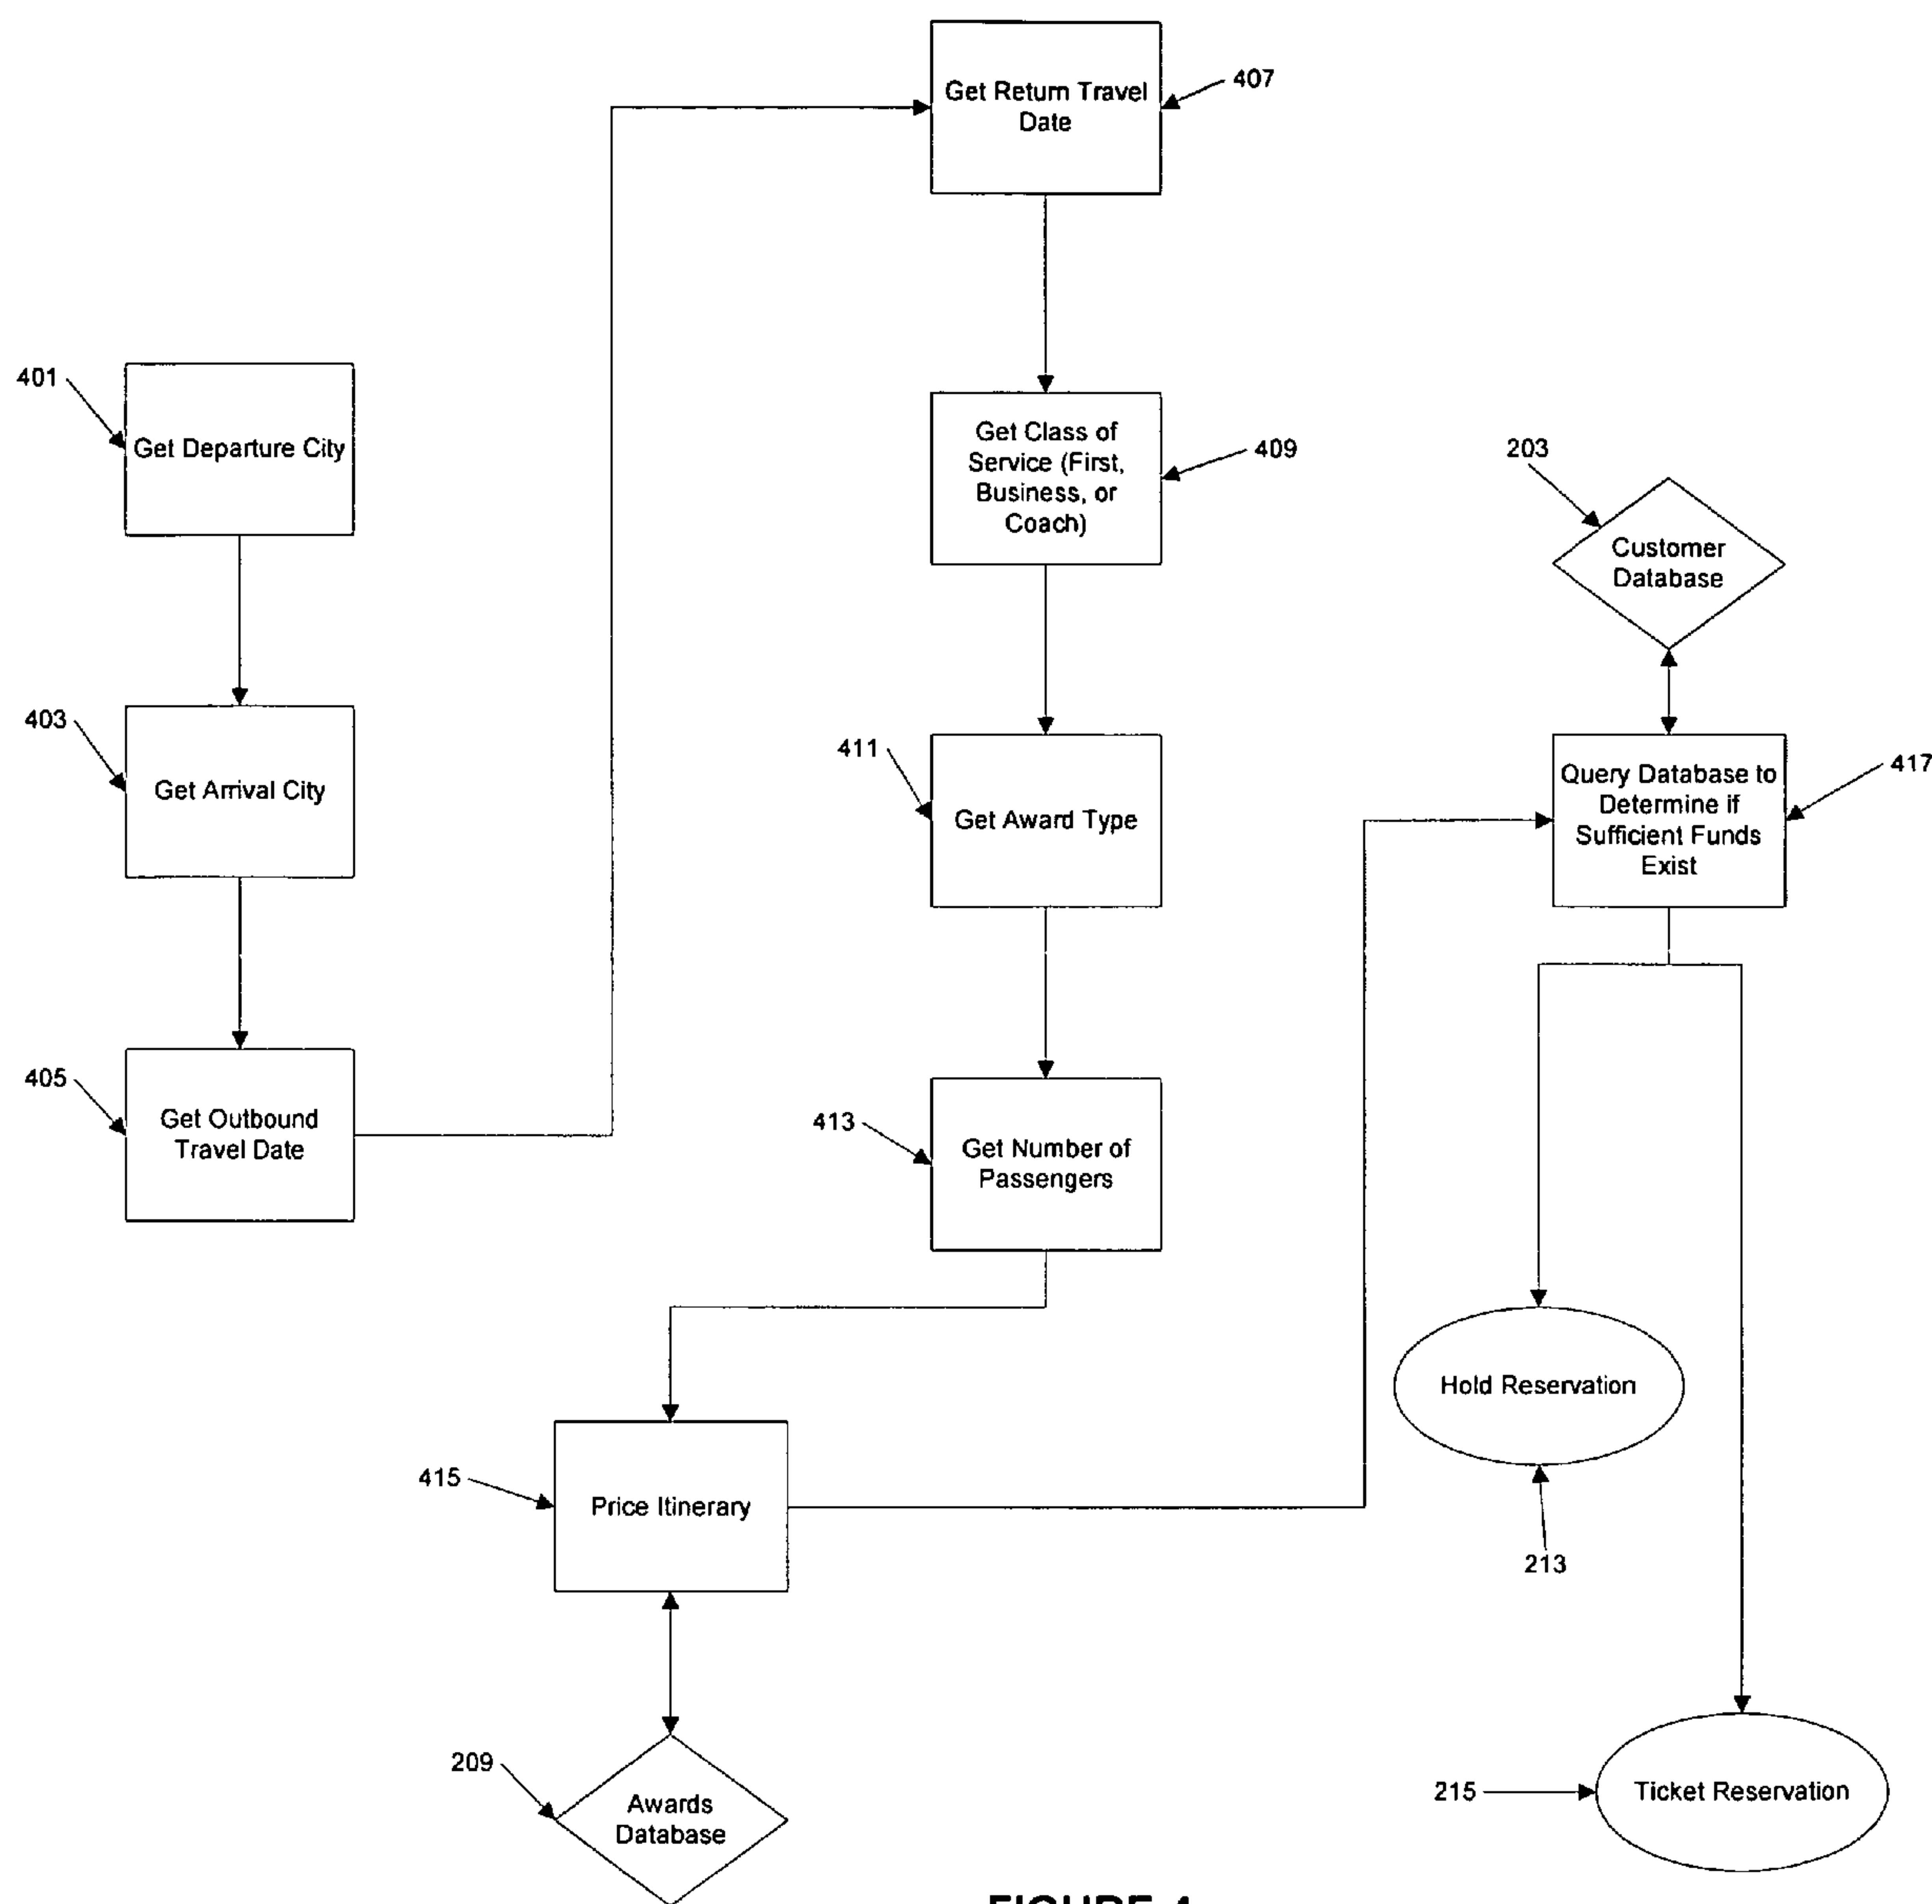 Get Return Travel
Date
407
401
Get Departure City
Get Class of
Service (First,
Business, or
Coach)
409
203
Customer
Database
403
Get Arrival City
411
Get Award Type
Query Database to
Determine if
Sufficient Funds
Exist
417
405
Get Outbound
Travel Date
413
Get Number of
Passengers
Hold Reservation
213
415
Price Itinerary
209
Awards
Database
215
Ticket Reservation